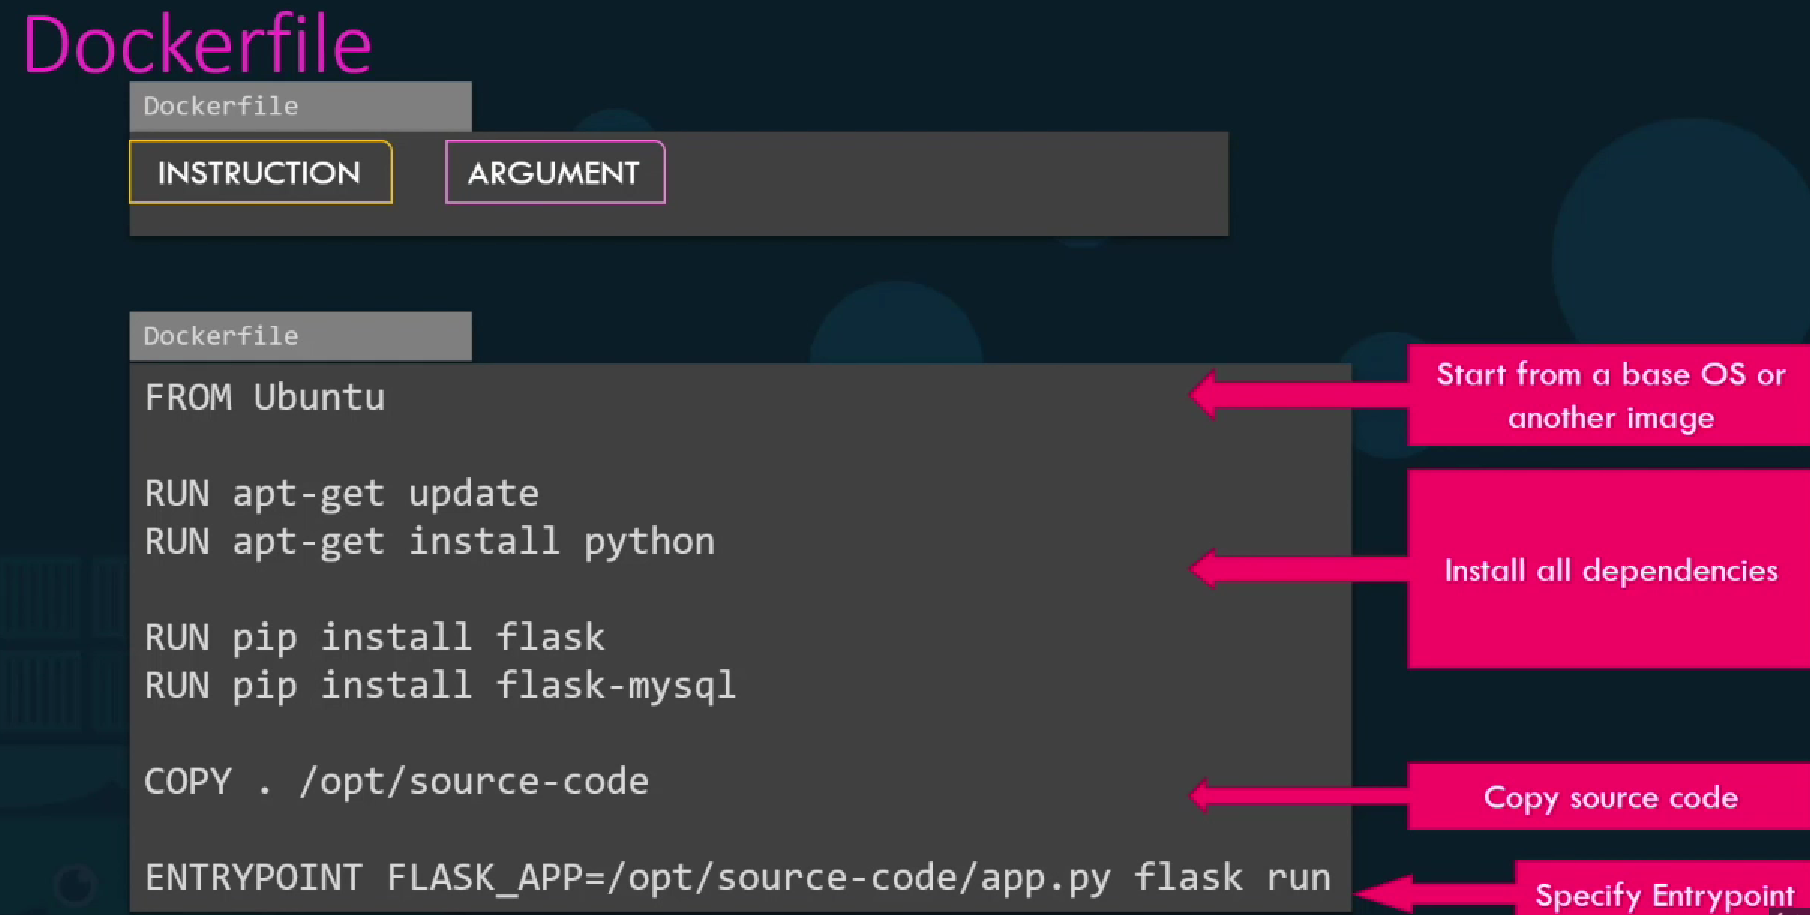 Dockerfile
Dockerfile
INSTRUCTION ARGUMENT
Dockerfile
FROM Ubuntu
Start from a base OS or
another image
RUN apt-get update
RUN apt-get install python
Install all dependencies
RUN pip install flask
RUN pip install flask-mysql
COPY . /opt/source-code
Copy source code
ENTRYPOINT FLASK_APP=/opt/source-code/app.py flask run
Specify Entrypoint